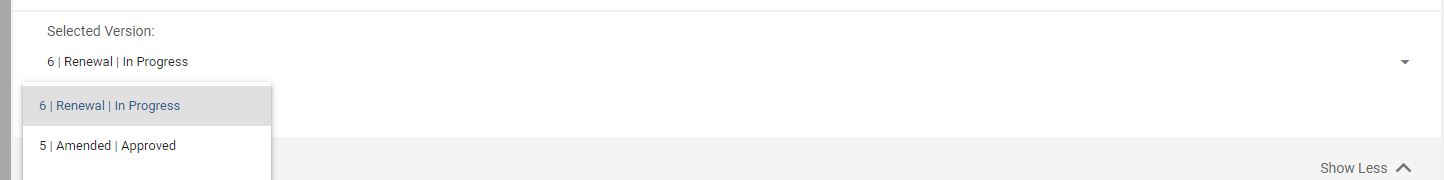 Selected Version:
6 | Renewal | In Progress
6 | Renewal | In Progress
5 | Amended | Approved
Show Less